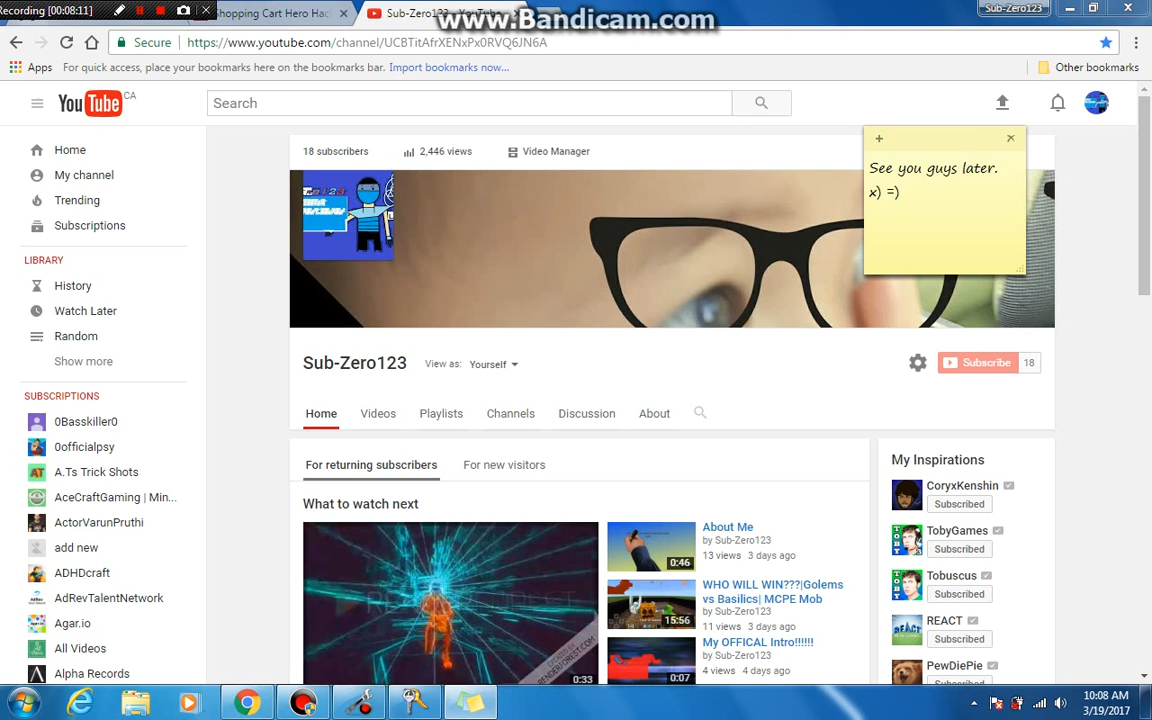 Recording [00:08:11]
www.Bandicam.com
Shopping Cart Hero Hac
Sub-Zero123 - YouTube
Sub-Zero123
Secure
https://www.youtube.com/channel/UCBTitAfrXENxPx0RVQ6JN6A
Apps
For quick access, place your bookmarks here on the bookmarks bar. Import bookmarks now...
Other bookmarks
YouTube CA
Search
See you guys later.
x) =)
Home
My channel
Trending
Subscriptions
LIBRARY
History
Watch Later
Random
Show more
SUBSCRIPTIONS
0Basskiller0
0officialpsy
A.Ts Trick Shots
AceCraftGaming | Min...
ActorVarunPruthi
add new
ADHDcraft
AdRevTalentNetwork
Agar.io
All Videos
Alpha Records
18 subscribers
2,446 views
Video Manager
Sub-Zero123
View as: Yourself
Subscribe 18
Home
Videos
Playlists
Channels
Discussion
About
For returning subscribers
For new visitors
What to watch next
0:33
0:46
About Me
by Sub-Zero123
13 views 3 days ago
15:56
WHO WILL WIN???|Golems
vs Basilics| MCPE Mob
by Sub-Zero123
11 views 3 days ago
0:07
My OFFICAL Intro!!!!!!
by Sub-Zero123
4 views 4 days ago
My Inspirations
CoryxKenshin
Subscribed
TobyGames
Subscribed
Tobuscus
Subscribed
REACT
Subscribed
PewDiePie
Subscribed
10:08 AM
3/19/2017